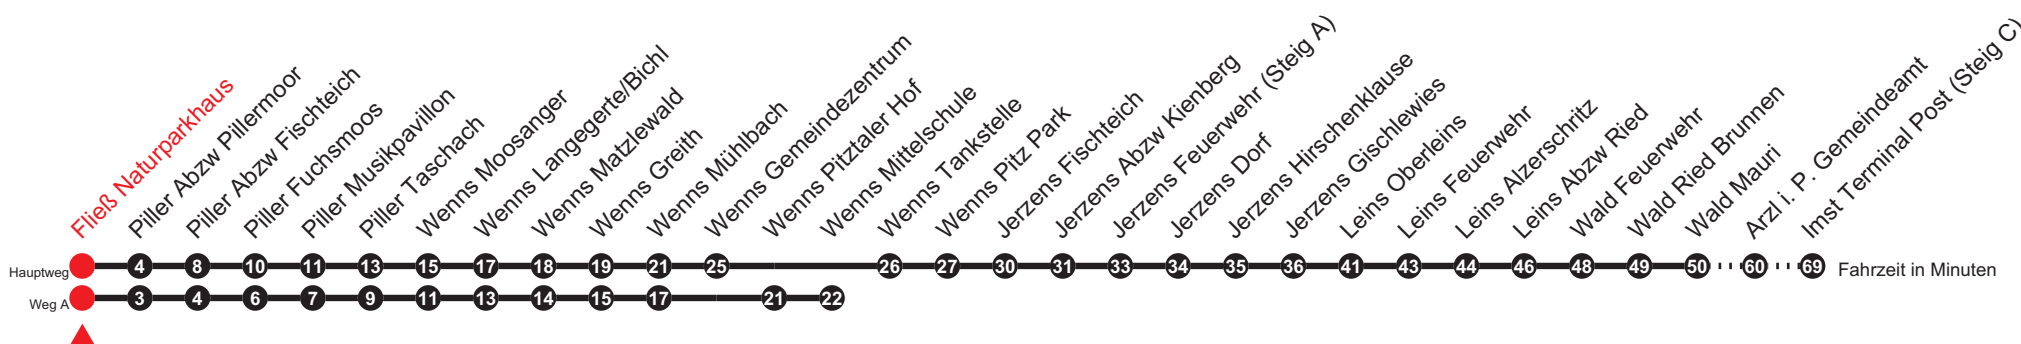 Fließ Naturparkhaus
Piller Abzw Pillermoor
Piller Abzw Fischteich
Piller Fuchsmoos
Piller Musikpavillon
Piller Taschach
Wenns Moosanger
Wenns Langegerte/Bichl
Wenns Matzlewald
Wenns Greith
Wenns Mühlbach
Wenns Gemeindezentrum
Wenns Pitztaler Hof
Wenns Mittelschule
Wenns Tankstelle
Wenns Pitz Park
Jerzens Fischteich
Jerzens Abzw Kienberg
Jerzens Feuerwehr (Steig A)
Jerzens Dorf
Jerzens Hirschenklause
Jerzens Gischlewies
Leins Oberleins
Leins Feuerwehr
Leins Alzerschritz
Leins Abzw Ried
Wald Feuerwehr
Wald Ried Brunnen
Wald Mauri
Arzl i. P. Gemeindeamt
Imst Terminal Post (Steig C)
Hauptweg 4 8 10 11 13 15 17 18 19 21 25 26 27 30 31 33 34 35 36 41 43 44 46 48 49 50 60 69 Fahrzeit in Minuten
Weg A 3 4 6 7 9 11 13 14 15 17 21 22